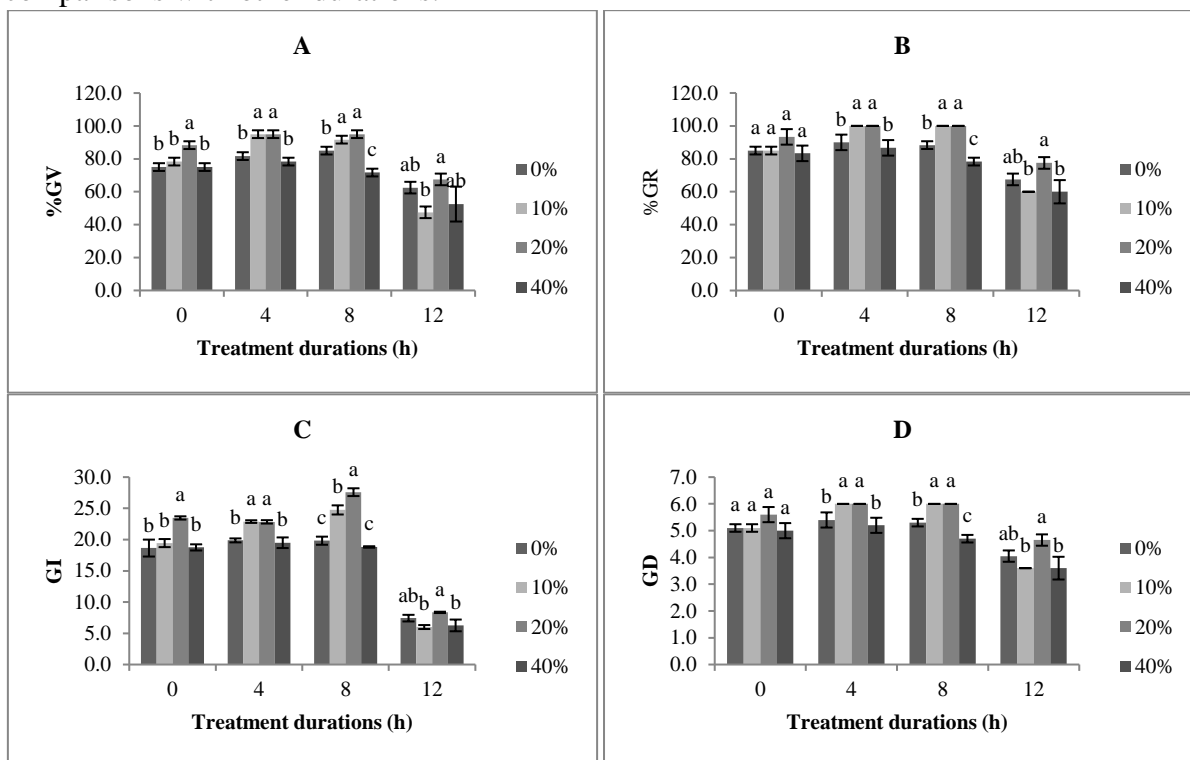 comparisons with other durations.
A
%GV
120.0
100.0
80.0
60.0
40.0
20.0
0.0
b b a b b a a b b a a c ab b a ab
0 4 8 12
Treatment durations (h)
0%
10%
20%
40%
B
%GR
120.0
100.0
80.0
60.0
40.0
20.0
0.0
a a a a b a a b b a a c ab b a b
0 4 8 12
Treatment durations (h)
0%
10%
20%
40%
C
GI
30.0
25.0
20.0
15.0
10.0
5.0
0.0
b b a b b a a b c b a c ab b a b
0 4 8 12
Treatment durations (h)
0%
10%
20%
40%
D
GD
7.0
6.0
5.0
4.0
3.0
2.0
1.0
0.0
a a a a b a a b b a a c ab b a b
0 4 8 12
Treatment durations (h)
0%
10%
20%
40%